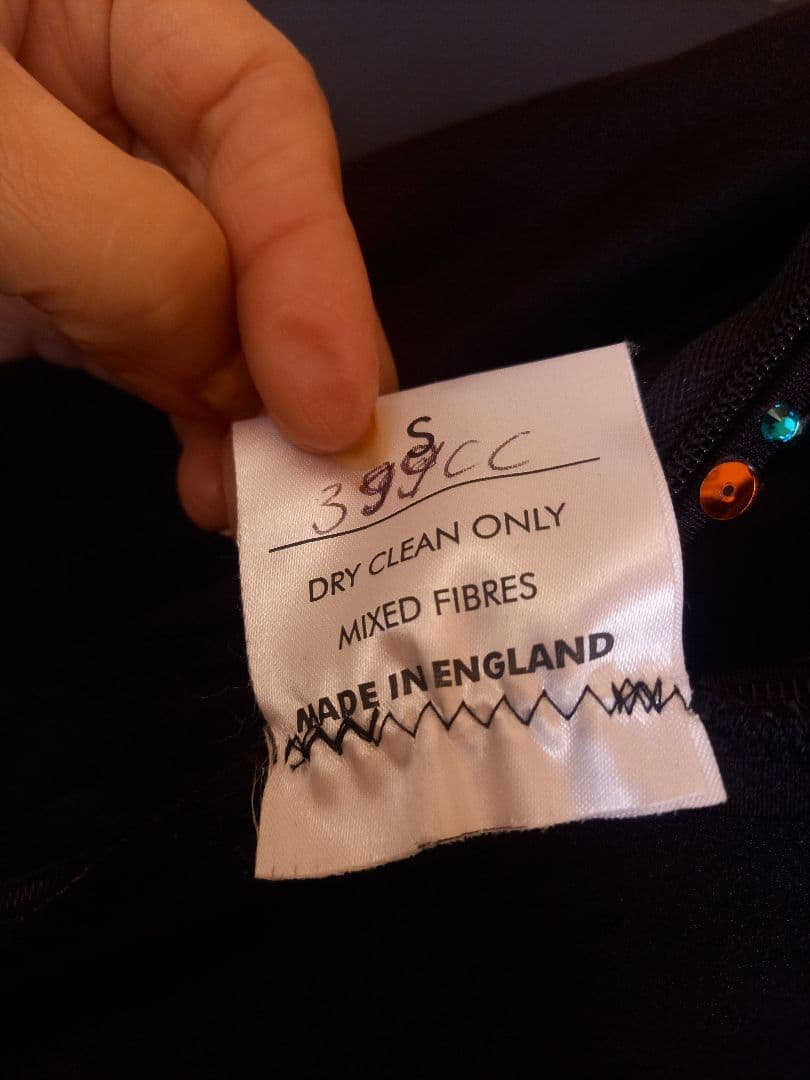 S
399CC
DRY CLEAN ONLY
MIXED FIBRES
MADE IN ENGLAND